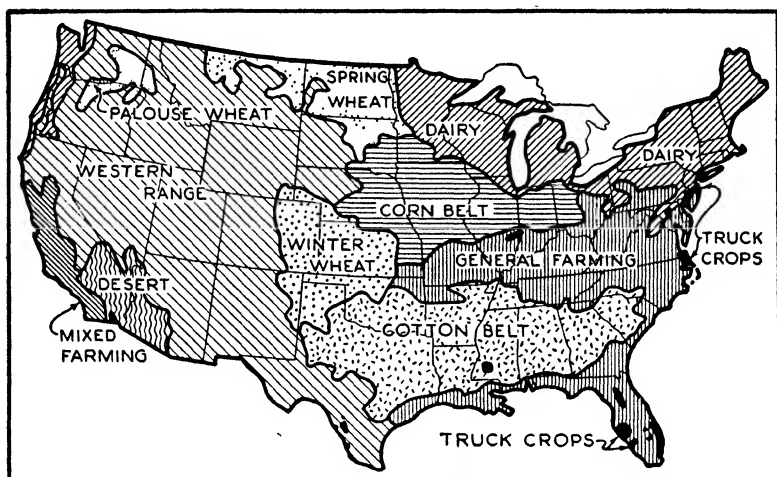 SPRING
WHEAT
PALOUSE WHEAT
DAIRY
DAIRY
WESTERN
RANGE
CORN BELT
WINTER
WHEAT
GENERAL FARMING
TRUCK
CROPS
DESERT
MIXED
FARMING
COTTON BELT
TRUCK CROPS